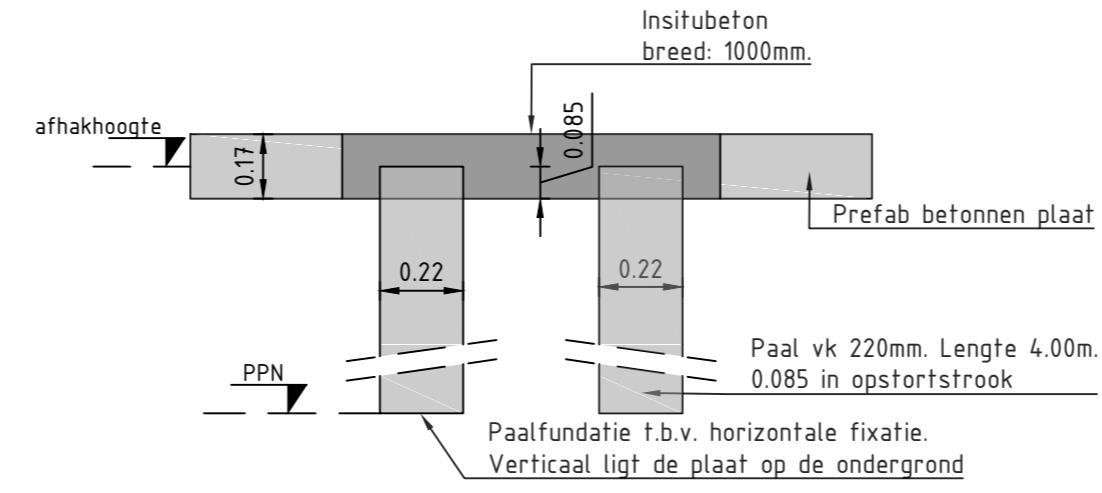 Insitubeton
breed: 1000mm.
afhakhoogte
0.17
0.085
Prefab betonnen plaat
0.22
0.22
Paal vk 220mm. Lengte 4.00m.
0.085 in opstortstrook
PPN
Paalfundatie t.b.v. horizontale fixatie.
Verticaal ligt de plaat op de ondergrond